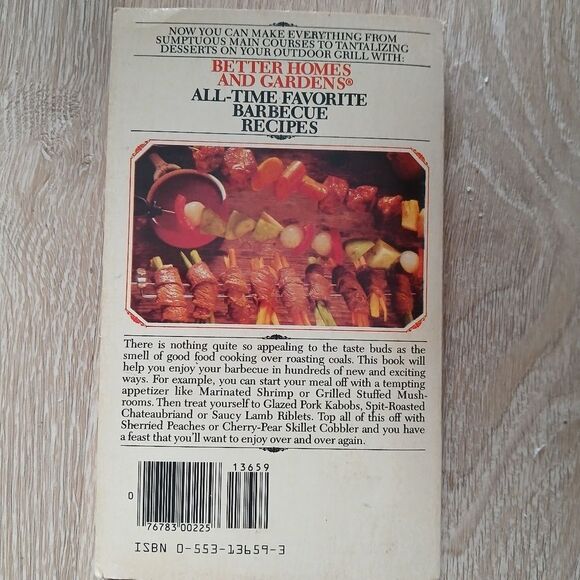 NOW YOU CAN MAKE EVERYTHING FROM
SUMPTUOUS MAIN COURSES TO TANTALIZING
DESSERTS ON YOUR OUTDOOR GRILL WITH:
BETTER HOMES
AND GARDENS®
ALL-TIME FAVORITE
BARBECUE
RECIPES
There is nothing quite so appealing to the taste buds as the
smell of good food cooking over roasting coals. This book will
help you enjoy your barbecue in hundreds of new and exciting
ways. For example, you can start your meal off with a tempting
appetizer like Marinated Shrimp or Grilled Stuffed Mush-
rooms. Then treat yourself to Glazed Pork Kabobs, Spit-Roasted
Chateaubriand or Saucy Lamb Riblets. Top all of this off with
Sherried Peaches or Cherry-Pear Skillet Cobbler and you have
a feast that you'll want to enjoy over and over again.
13659
0
76783 00225
ISBN 0-553-13659-3